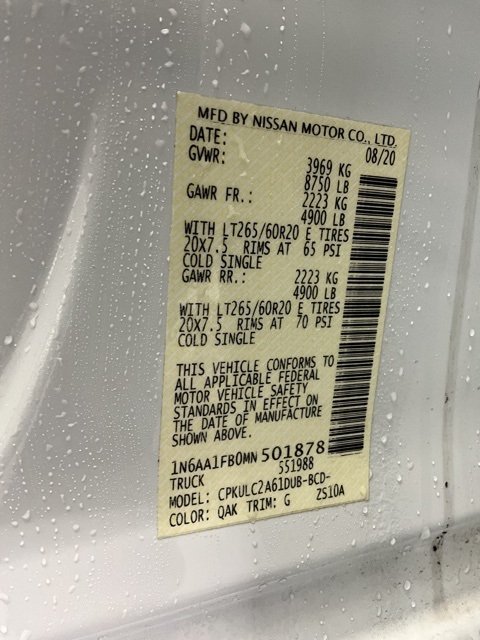 MFD BY NISSAN MOTOR CO., LTD.
DATE: 08/20
GVWR: 3969 KG
8750 LB
GAWR FR.: 2223 KG
4900 LB
WITH LT265/60R20 E TIRES
20X7.5 RIMS AT 65 PSI
COLD SINGLE
GAWR RR.: 2223 KG
4900 LB
WITH LT265/60R20 E TIRES
20X7.5 RIMS AT 70 PSI
COLD SINGLE
THIS VEHICLE CONFORMS TO
ALL APPLICABLE FEDERAL
MOTOR VEHICLE SAFETY
STANDARDS IN EFFECT ON
THE DATE OF MANUFACTURE
SHOWN ABOVE.
1N6AA1FB0MN501878
TRUCK 551988
MODEL: CPKULC2A61DUB-BCD-
COLOR: QAK TRIM: G ZS10A